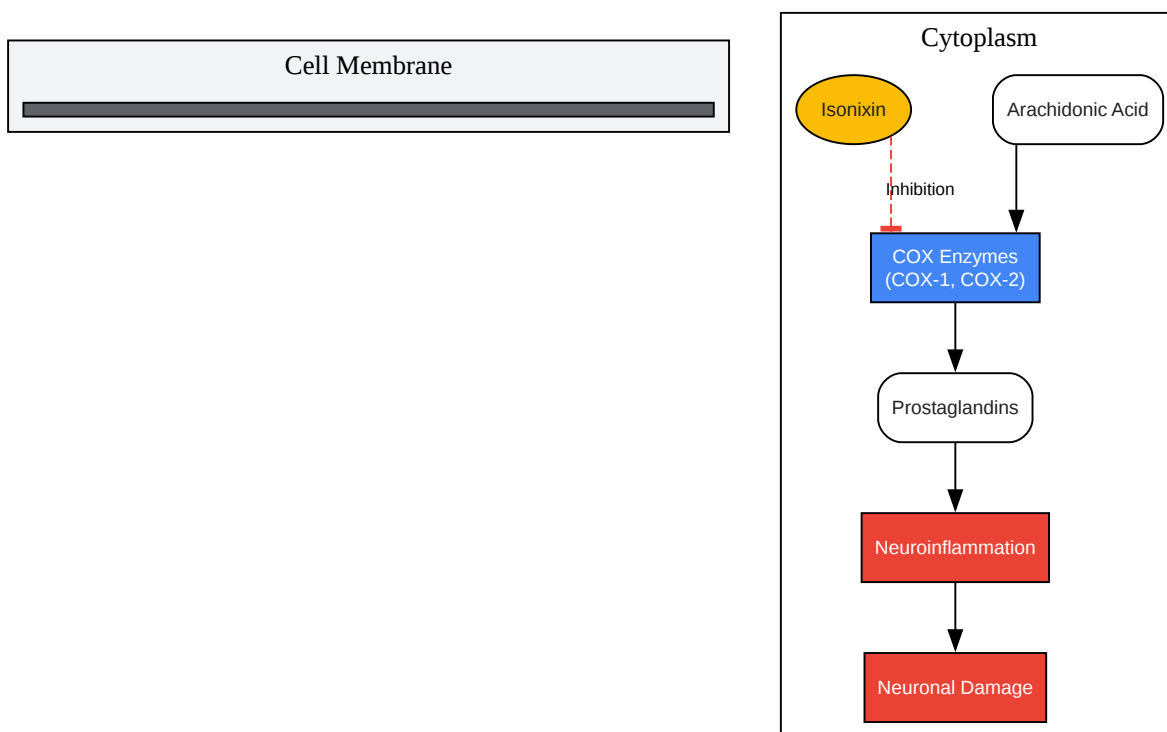 Cell Membrane
Cytoplasm
Isonixin
Arachidonic Acid
Inhibition
COX Enzymes
(COX-1, COX-2)
Prostaglandins
Neuroinflammation
Neuronal Damage